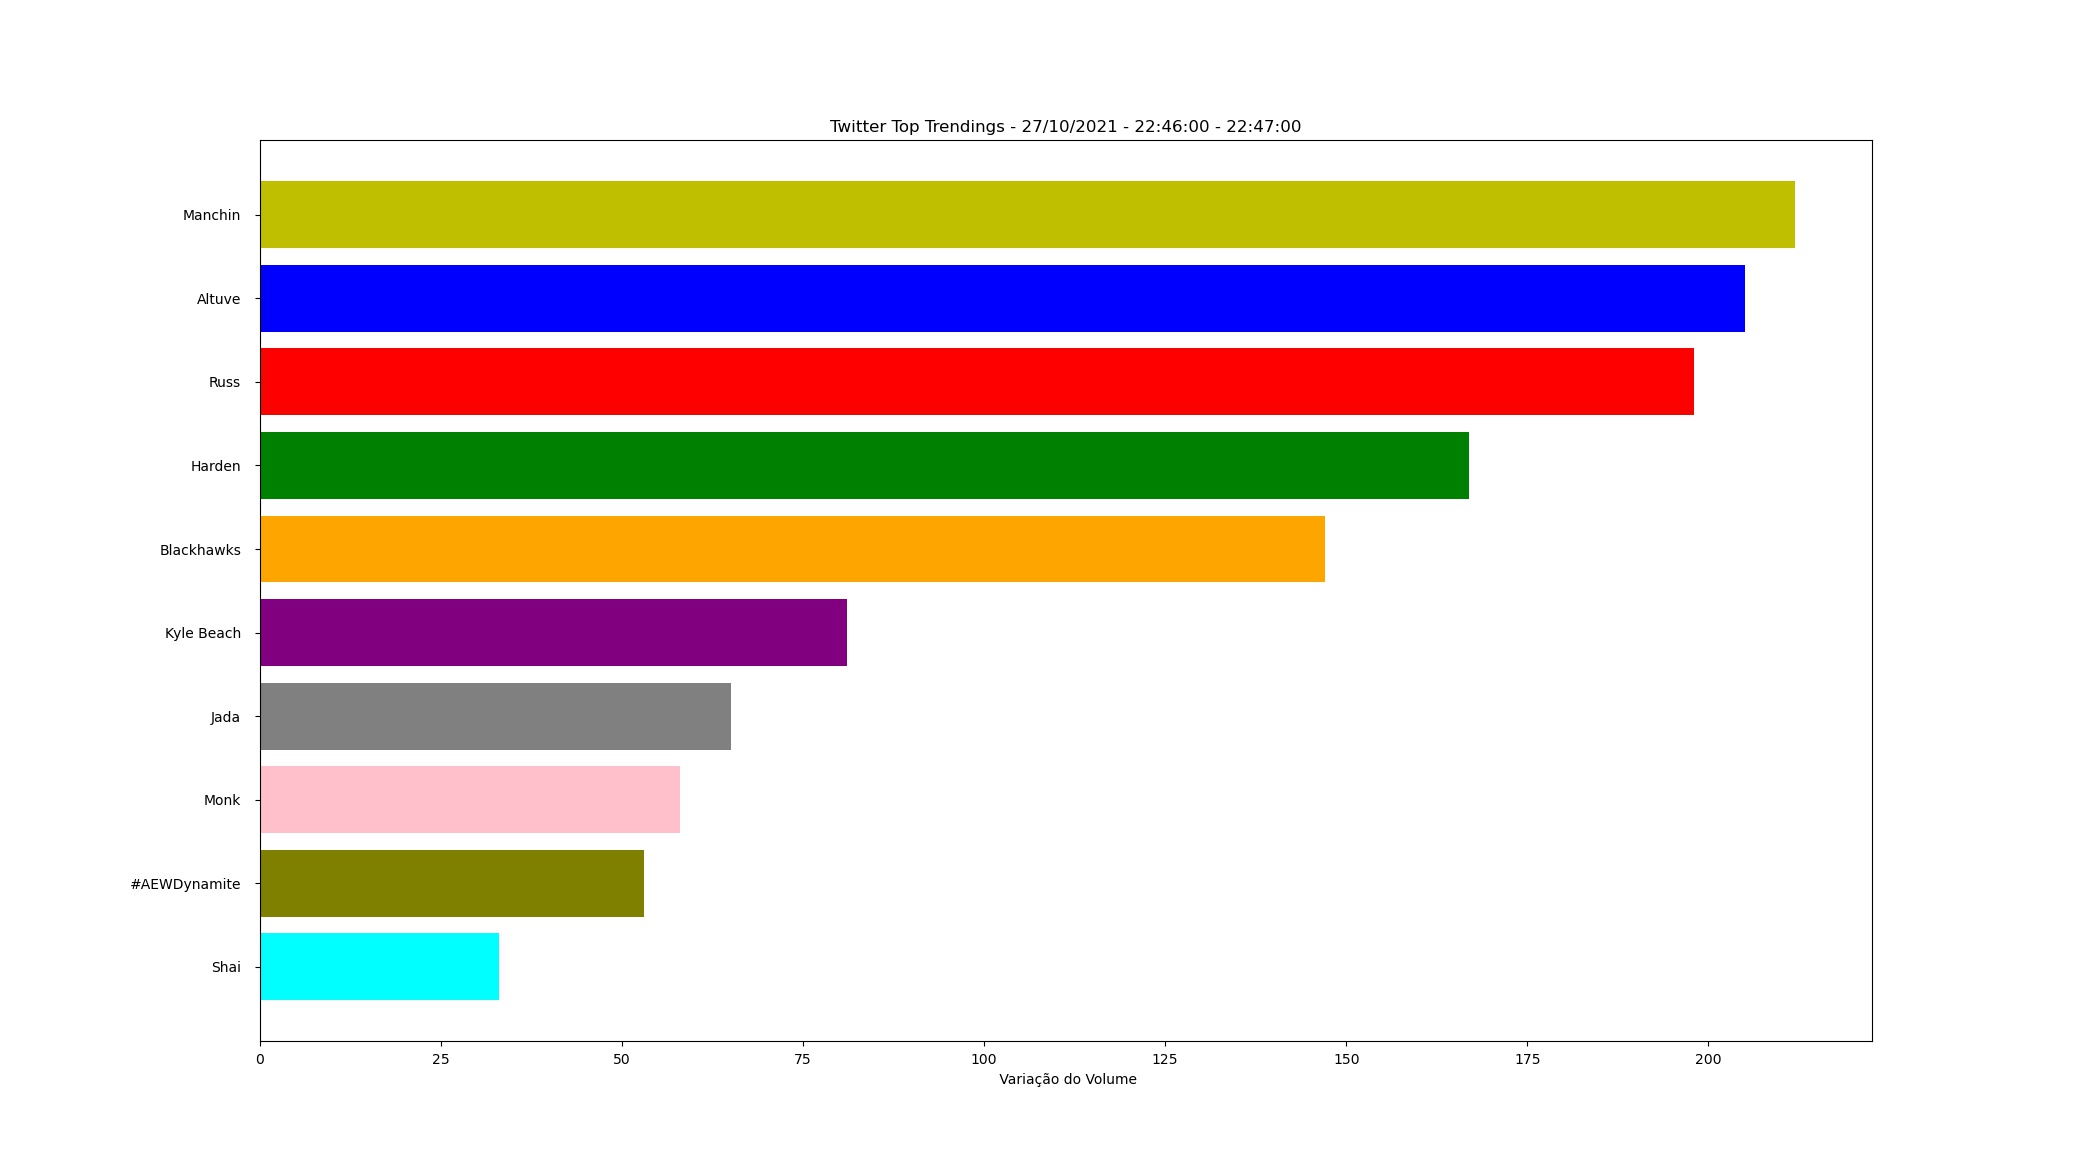 Twitter Top Trendings - 27/10/2021 - 22:46:00 - 22:47:00
Manchin
Altuve
Russ
Harden
Blackhawks
Kyle Beach
Jada
Monk
#AEWDynamite
Shai
0 25 50 75 100 125 150 175 200
Variação do Volume